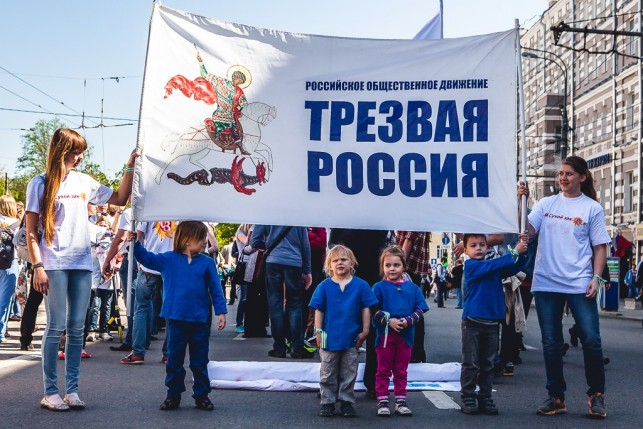 РОССИЙСКОЕ ОБЩЕСТВЕННОЕ ДВИЖЕНИЕ
ТРЕЗВАЯ
РОССИЯ